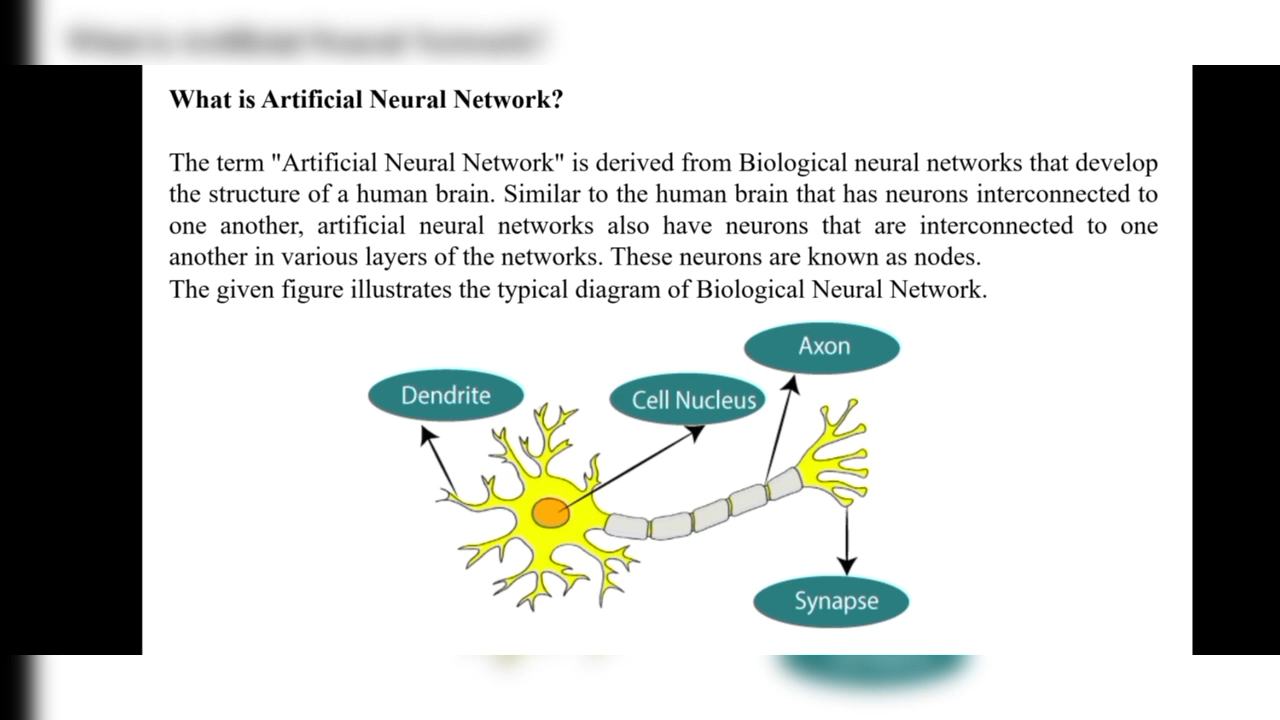 What is Artificial Neural Network?
The term "Artificial Neural Network" is derived from Biological neural networks that develop
the structure of a human brain. Similar to the human brain that has neurons interconnected to
one another, artificial neural networks also have neurons that are interconnected to one
another in various layers of the networks. These neurons are known as nodes.
The given figure illustrates the typical diagram of Biological Neural Network.
Axon
Dendrite
Cell Nucleus
Synapse